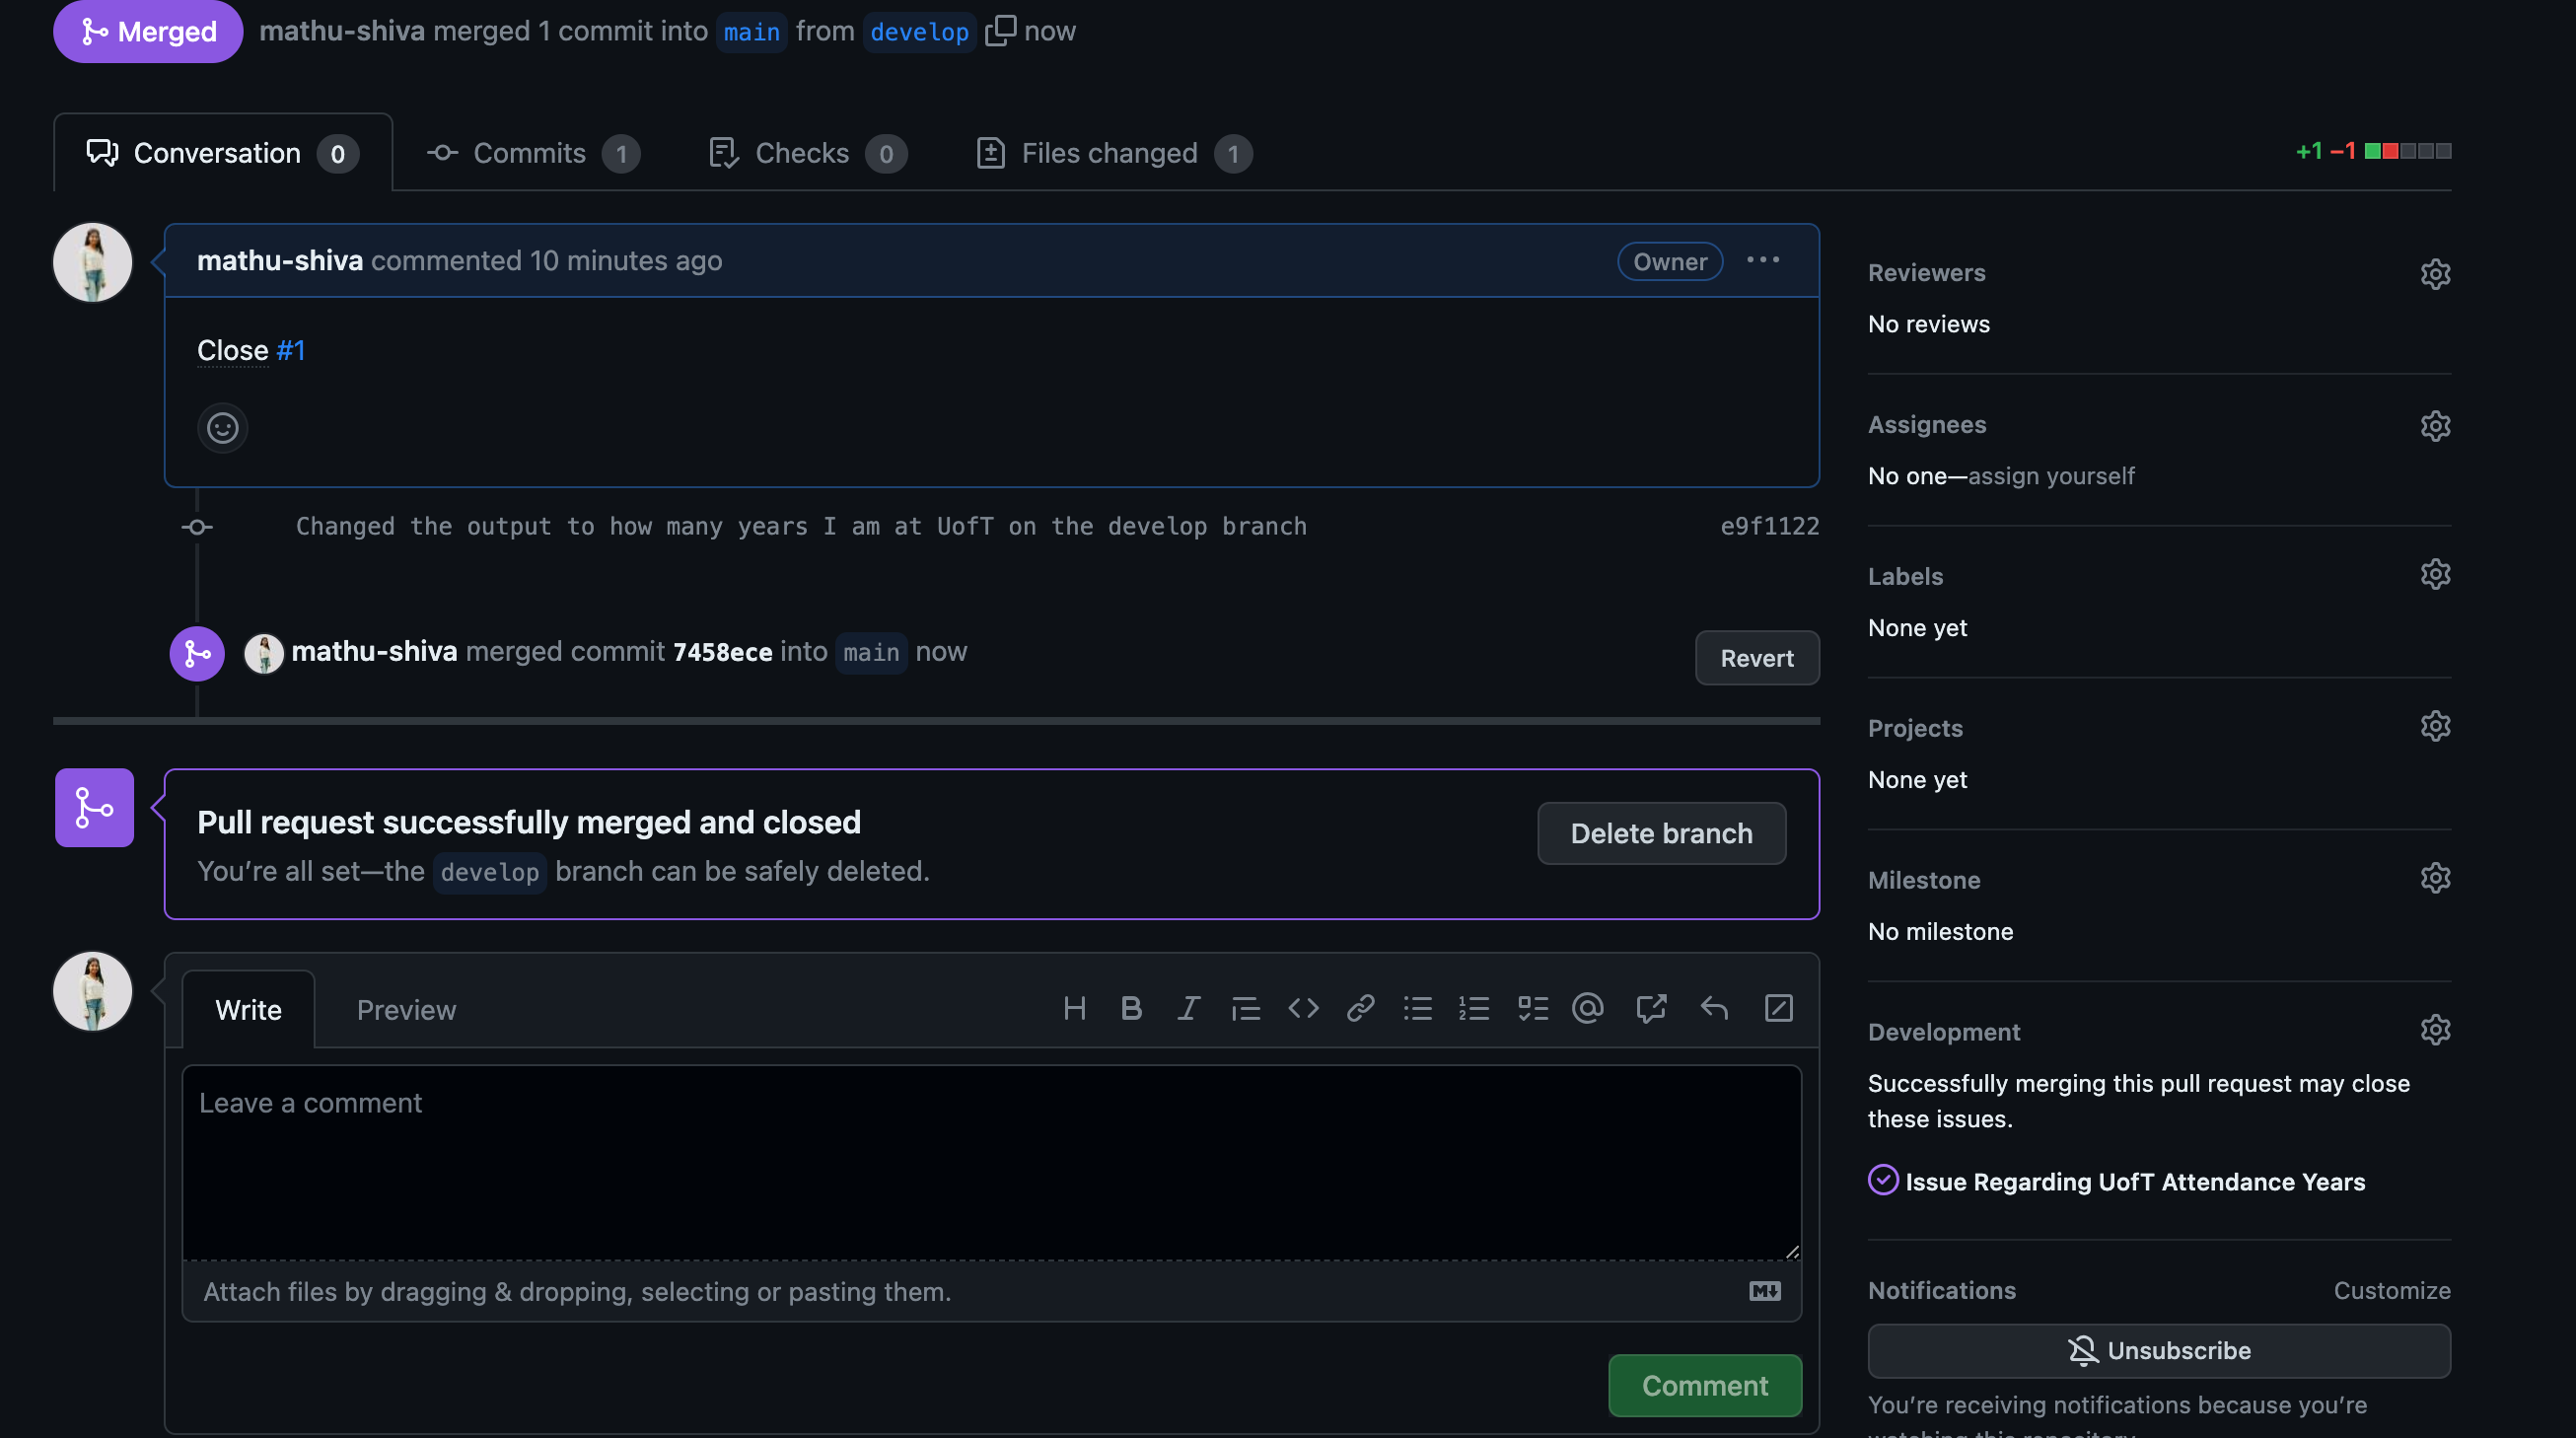 Merged mathu-shiva merged 1 commit into main from develop now
Conversation 0 Commits 1 Checks 0 Files changed 1 +1 −1
mathu-shiva commented 10 minutes ago Owner
Close #1
Changed the output to how many years I am at UofT on the develop branch e9f1122
mathu-shiva merged commit 7458ece into main now Revert
Pull request successfully merged and closed
You’re all set—the develop branch can be safely deleted.
Delete branch
Write Preview
Leave a comment
Attach files by dragging & dropping, selecting or pasting them.
Comment
Reviewers
No reviews
Assignees
No one—assign yourself
Labels
None yet
Projects
None yet
Milestone
No milestone
Development
Successfully merging this pull request may close
these issues.
Issue Regarding UofT Attendance Years
Notifications Customize
Unsubscribe
You’re receiving notifications because you’re
watching this repository.